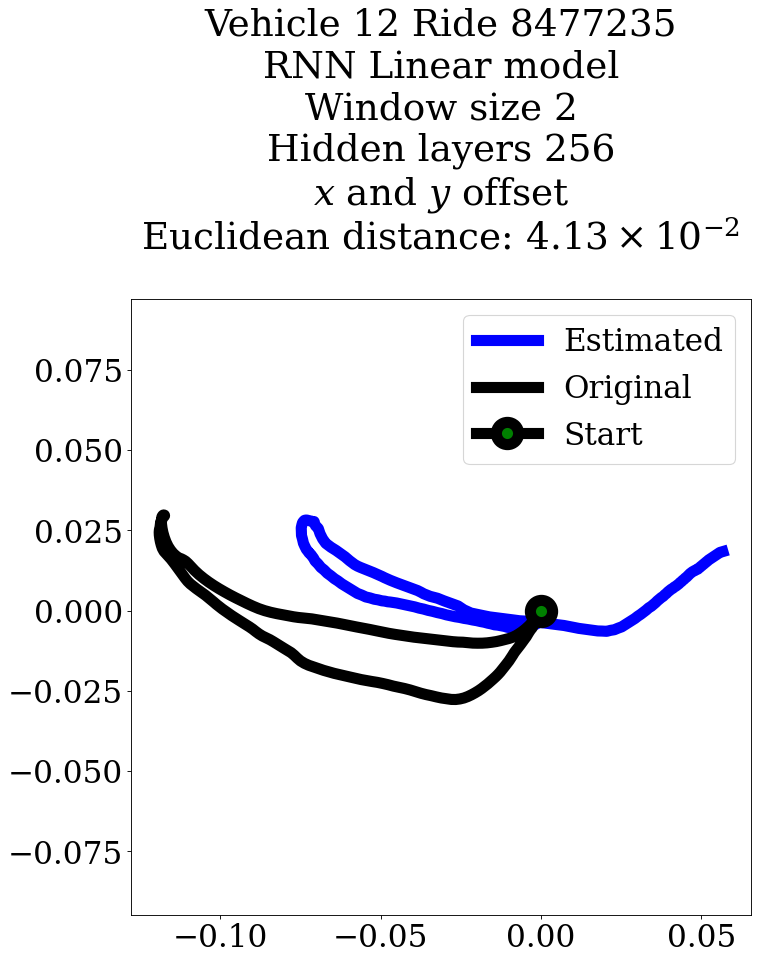 Vehicle 12 Ride 8477235
RNN Linear model
Window size 2
Hidden layers 256
x and y offset
Euclidean distance: 4.13 × 10⁻²
Estimated
Original
Start
0.075
0.050
0.025
0.000
−0.025
−0.050
−0.075
−0.10
−0.05
0.00
0.05